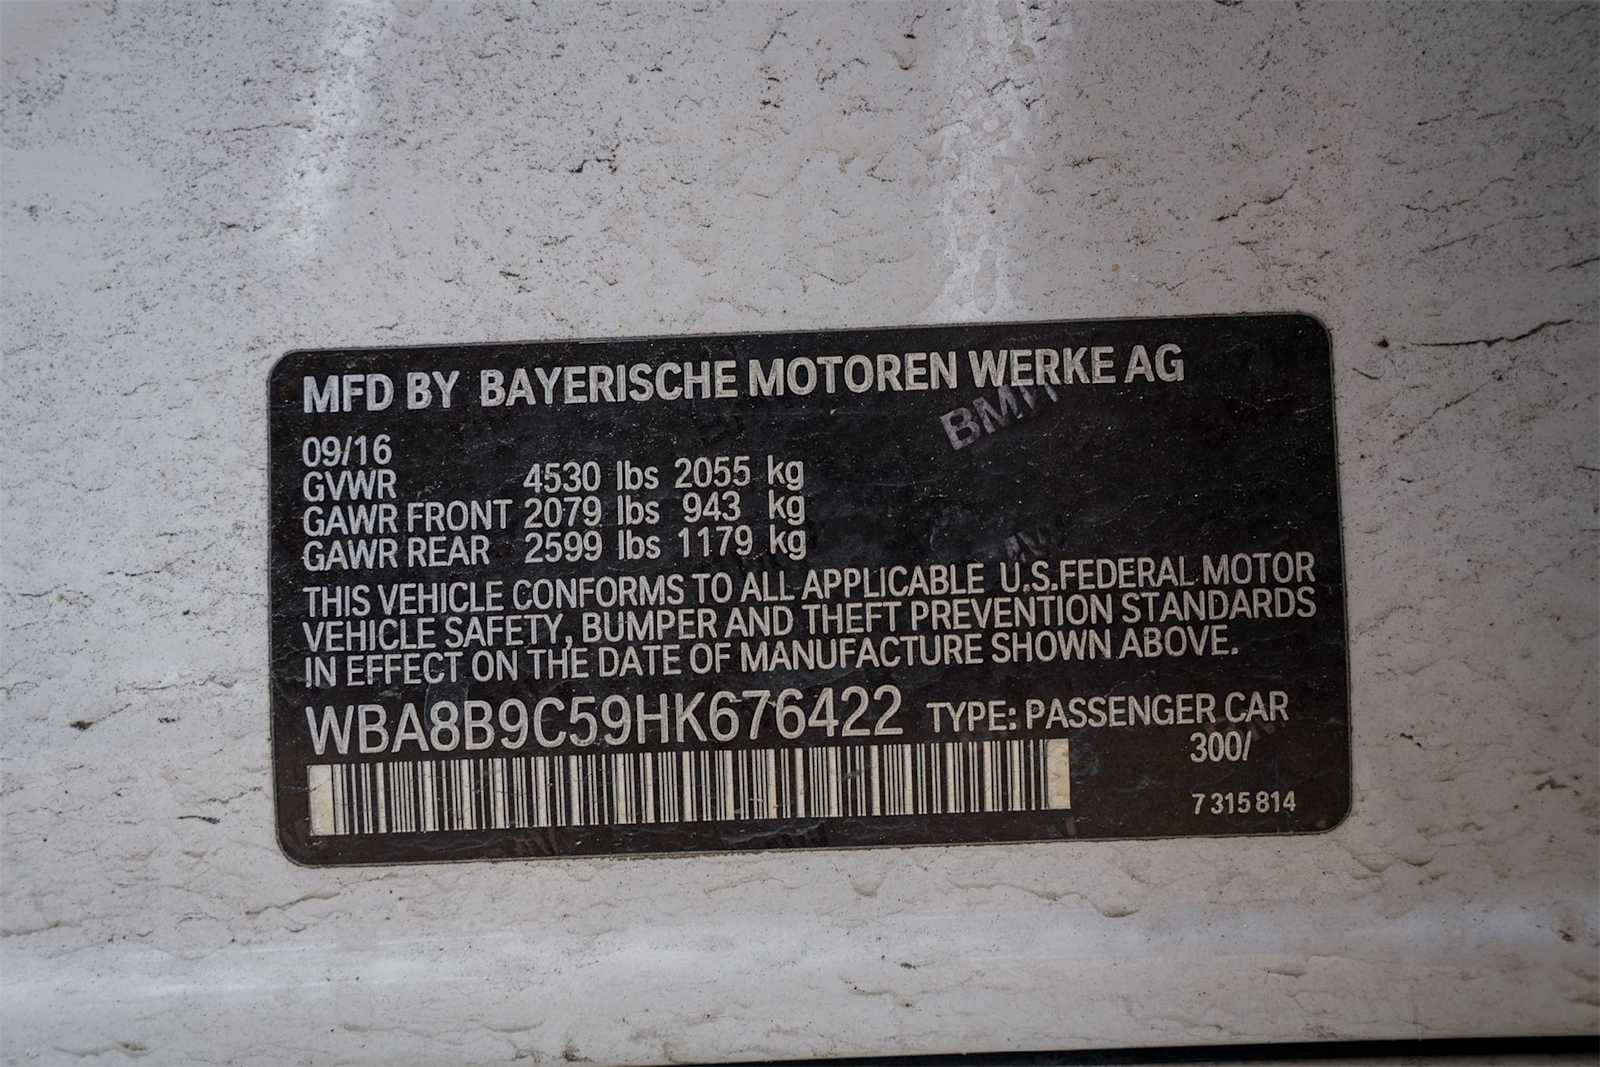 MFD BY BAYERISCHE MOTOREN WERKE AG
BMW
09/16
GVWR 4530 lbs 2055 kg
GAWR FRONT 2079 lbs 943 kg
GAWR REAR 2599 lbs 1179 kg
THIS VEHICLE CONFORMS TO ALL APPLICABLE U.S.FEDERAL MOTOR
VEHICLE SAFETY, BUMPER AND THEFT PREVENTION STANDARDS
IN EFFECT ON THE DATE OF MANUFACTURE SHOWN ABOVE.
WBA8B9C59HK676422 TYPE: PASSENGER CAR
300/
7 315 814